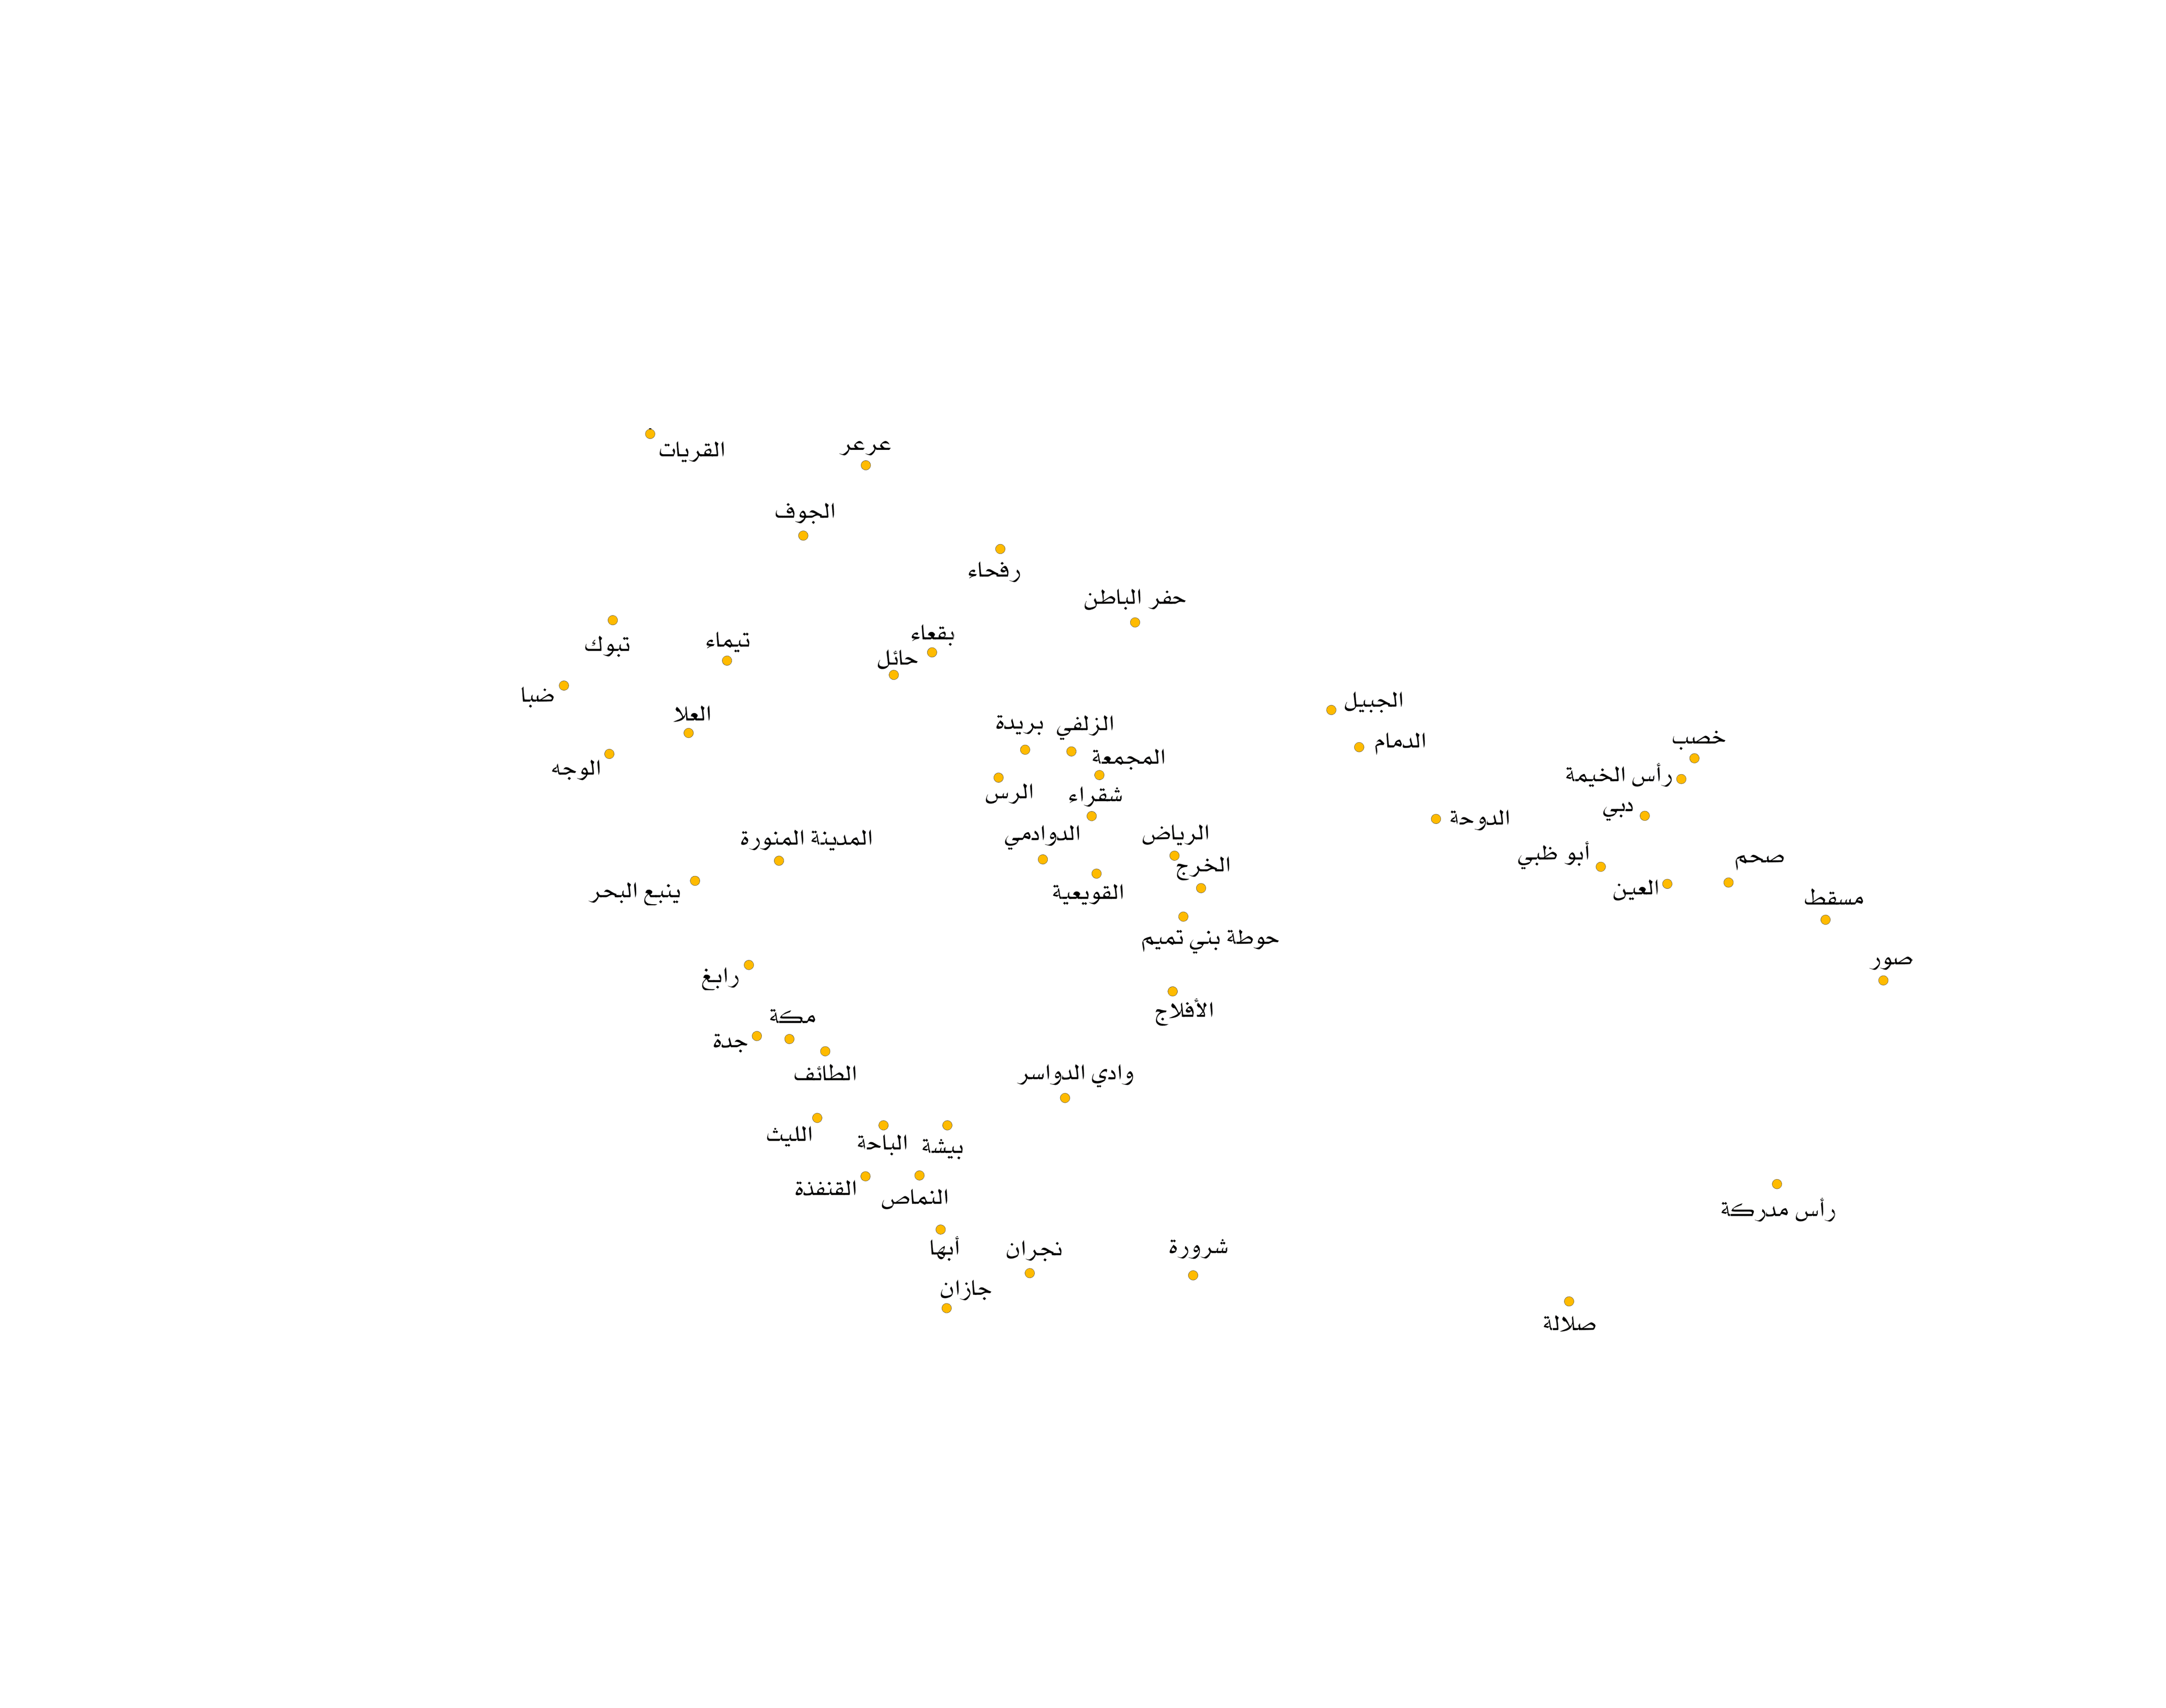 عرعر
القريات
الجوف
رفحاء
حفر الباطن
بقعاء
تيماء
تبوك
حائل
ضبا
الجبيل
العلا
الزلفي
بريدة
خصب
الدمام
المجمعة
الوجه
رأس الخيمة
شقراء
الرس
دبي
الدوحة
الرياض
الدوادمي
المدينة المنورة
أبو ظبي
صحم
الخرج
العين
القويعية
ينبع البحر
مسقط
حوطة بني تميم
صور
رابغ
الأفلاج
مكة
جدة
وادي الدواسر
الطائف
الليث
الباحة
بيشة
القنفذة
النماص
رأس مدركة
أبها
نجران
شرورة
جازان
صلالة